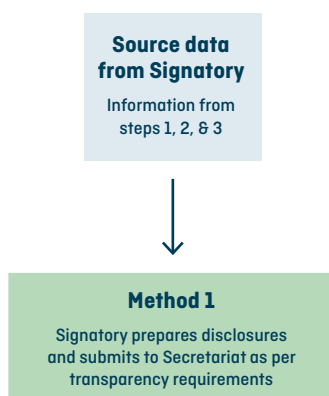 Source data
from Signatory
Information from
steps 1, 2, & 3
Method 1
Signatory prepares disclosures
and submits to Secretariat as per
transparency requirements